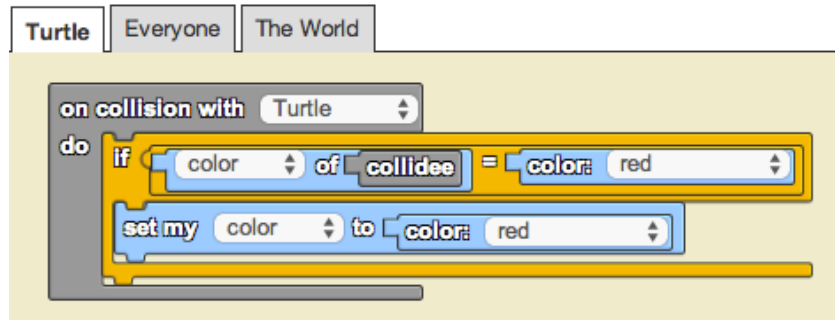 Turtle Everyone The World
on collision with Turtle
do if color of collidee = color: red
set my color to color: red